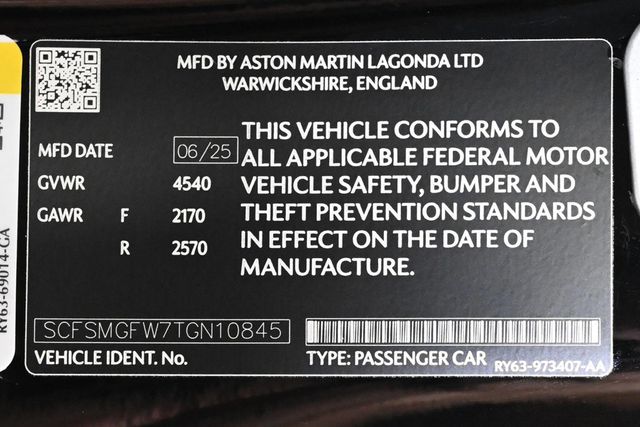 MFD BY ASTON MARTIN LAGONDA LTD
WARWICKSHIRE, ENGLAND
MFD DATE 06/25
GVWR 4540
GAWR F 2170
R 2570
THIS VEHICLE CONFORMS TO
ALL APPLICABLE FEDERAL MOTOR
VEHICLE SAFETY, BUMPER AND
THEFT PREVENTION STANDARDS
IN EFFECT ON THE DATE OF
MANUFACTURE.
SCFSMGFW7TGN10845
VEHICLE IDENT. No.
TYPE: PASSENGER CAR
RY63-973407-AA
RY63-69014-GA